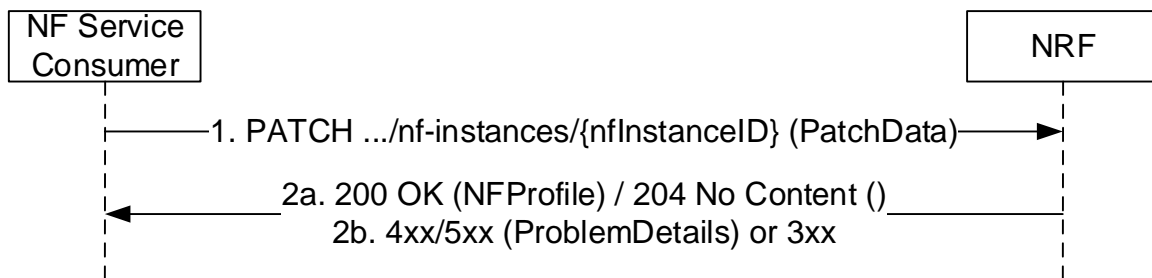 NF Service
Consumer
NRF
1. PATCH .../nf-instances/{nfInstanceID} (PatchData)
2a. 200 OK (NFProfile) / 204 No Content ()
2b. 4xx/5xx (ProblemDetails) or 3xx